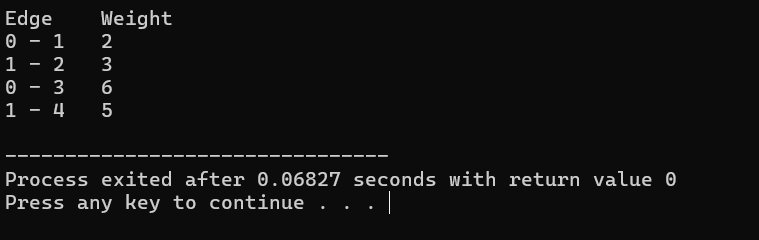 Edge    Weight
0 - 1   2
1 - 2   3
0 - 3   6
1 - 4   5
--------------------------------
Process exited after 0.06827 seconds with return value 0
Press any key to continue . . .